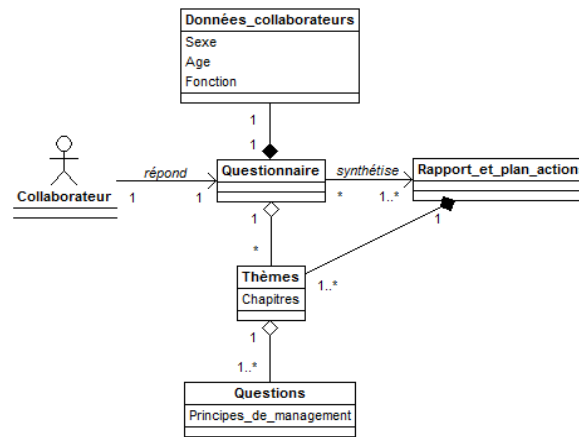 Données_collaborateurs
Sexe
Age
Fonction
1
1
répond
Questionnaire
synthétise
Rapport_et_plan_action
Collaborateur
1
1
*
1..*
1
1
*
Thèmes
1..*
Chapitres
1
1..*
Questions
Principes_de_management